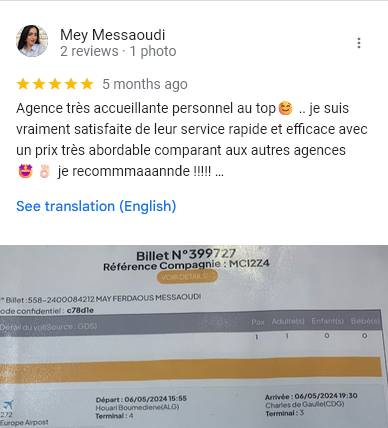 Mey Messaoudi
2 reviews · 1 photo
5 months ago
Agence très accueillante personnel au top😊 .. je suis
vraiment satisfaite de leur service rapide et efficace avec
un prix très abordable comparant aux autres agences
🤩👌🏻 je recommmaaannde !!!!! ...
See translation (English)
Billet N°399727
Référence Compagnie : MCI2Z4
VOIR DÉTAILS
° Billet :558-2400084212 MAY FERDAOUS MESSAOUDI
ode confidentiel : c78d1e
Détail du vol(Source : GDS) Pax Adulte(s) Enfant(s) Bébé(s)
1 1 0 0
Départ : 06/05/2024 15:55 Arrivée : 06/05/2024 19:30
Houari Boumediene(ALG) Charles de Gaulle(CDG)
272 Terminal : 4 Terminal : 3
Europe Airpost